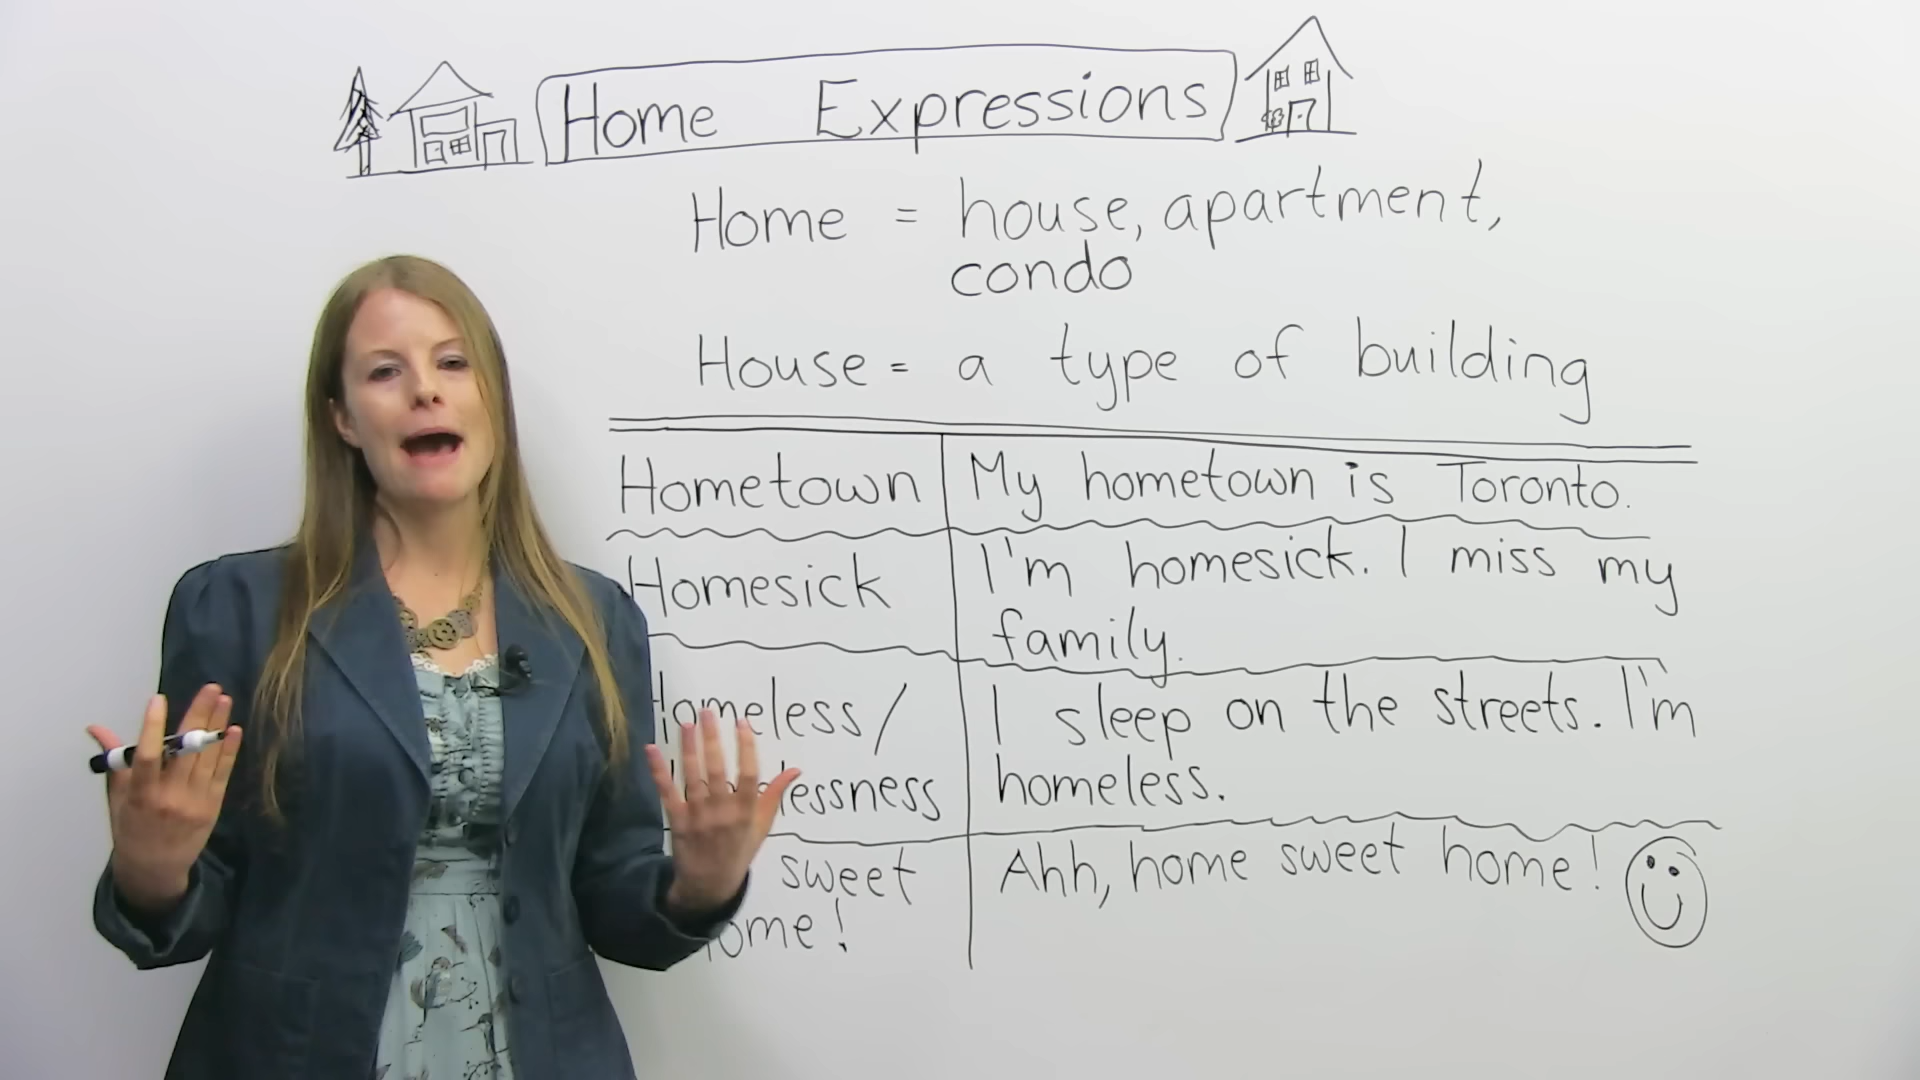 Home Expressions
Home = house, apartment,
condo
House = a type of building
Hometown My hometown is Toronto.
Homesick I'm homesick. I miss my
family.
Homeless/ I sleep on the streets. I'm
homeless.
sweet Ahh, home sweet home!